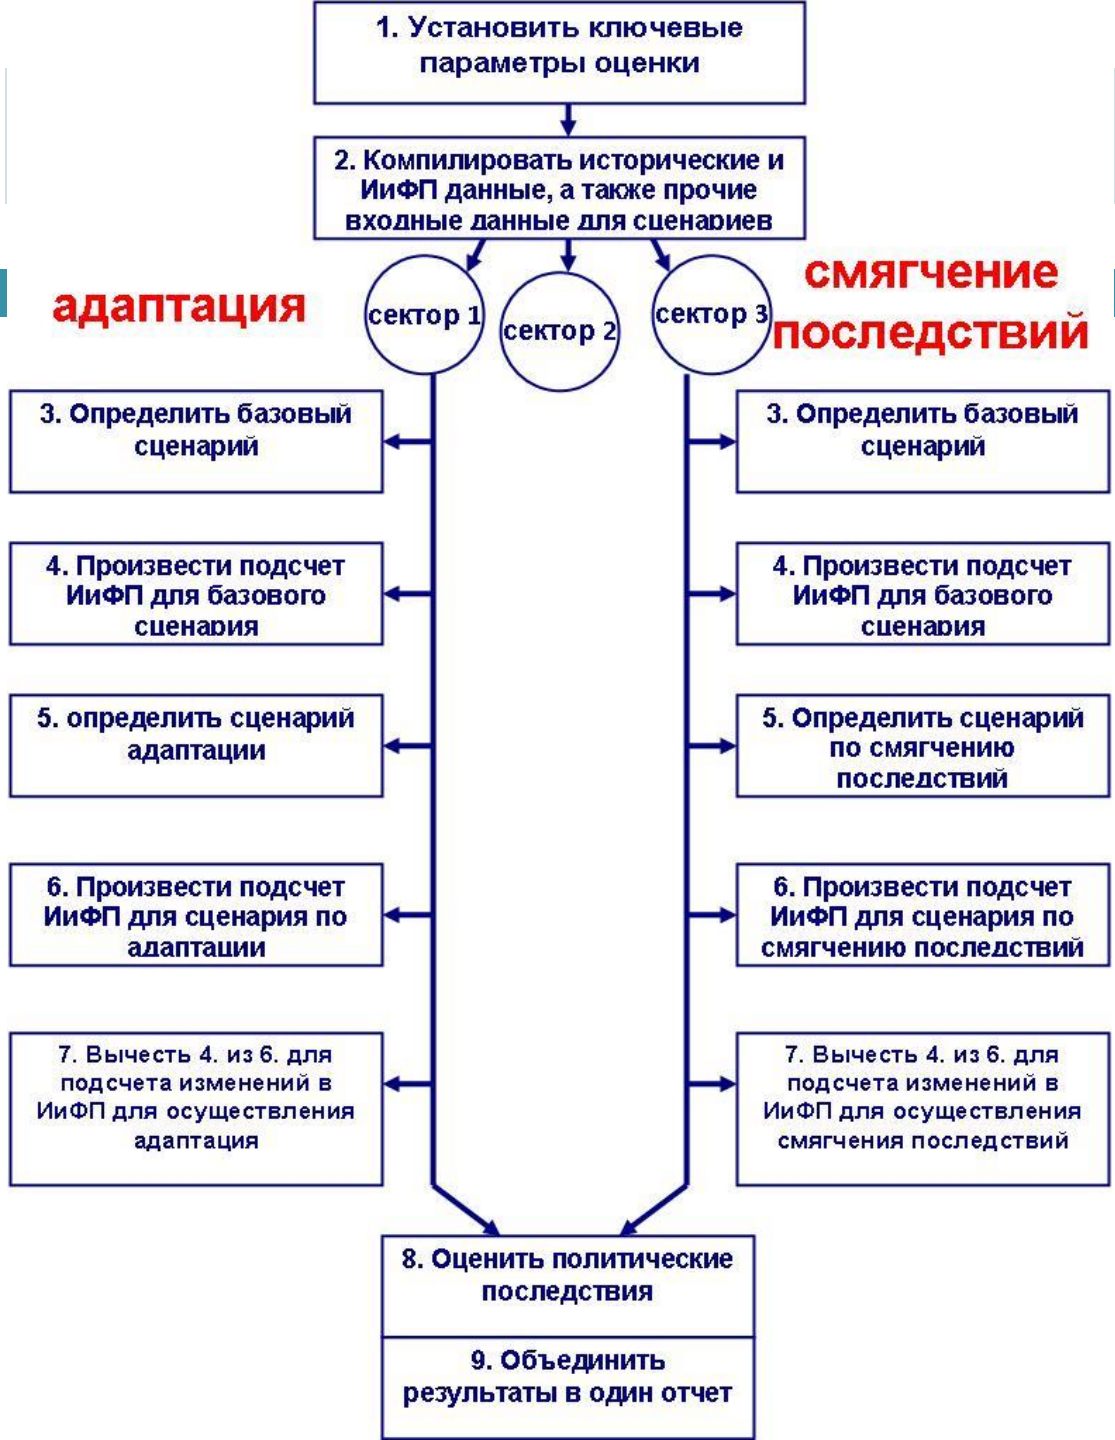 1. Установить ключевые
параметры оценки
2. Компилировать исторические и
ИиФП данные, а также прочие
входные данные для сценариев
адаптация
смягчение
последствий
сектор 1
сектор 2
сектор 3
3. Определить базовый
сценарий
4. Произвести подсчет
ИиФП для базового
сценария
5. определить сценарий
адаптации
6. Произвести подсчет
ИиФП для сценария по
адаптации
7. Вычесть 4. из 6. для
подсчета изменений в
ИиФП для осуществления
адаптация
3. Определить базовый
сценарий
4. Произвести подсчет
ИиФП для базового
сценария
5. Определить сценарий
по смягчению
последствий
6. Произвести подсчет
ИиФП для сценария по
смягчению последствий
7. Вычесть 4. из 6. для
подсчета изменений в
ИиФП для осуществления
смягчения последствий
8. Оценить политические
последствия
9. Объединить
результаты в один отчет